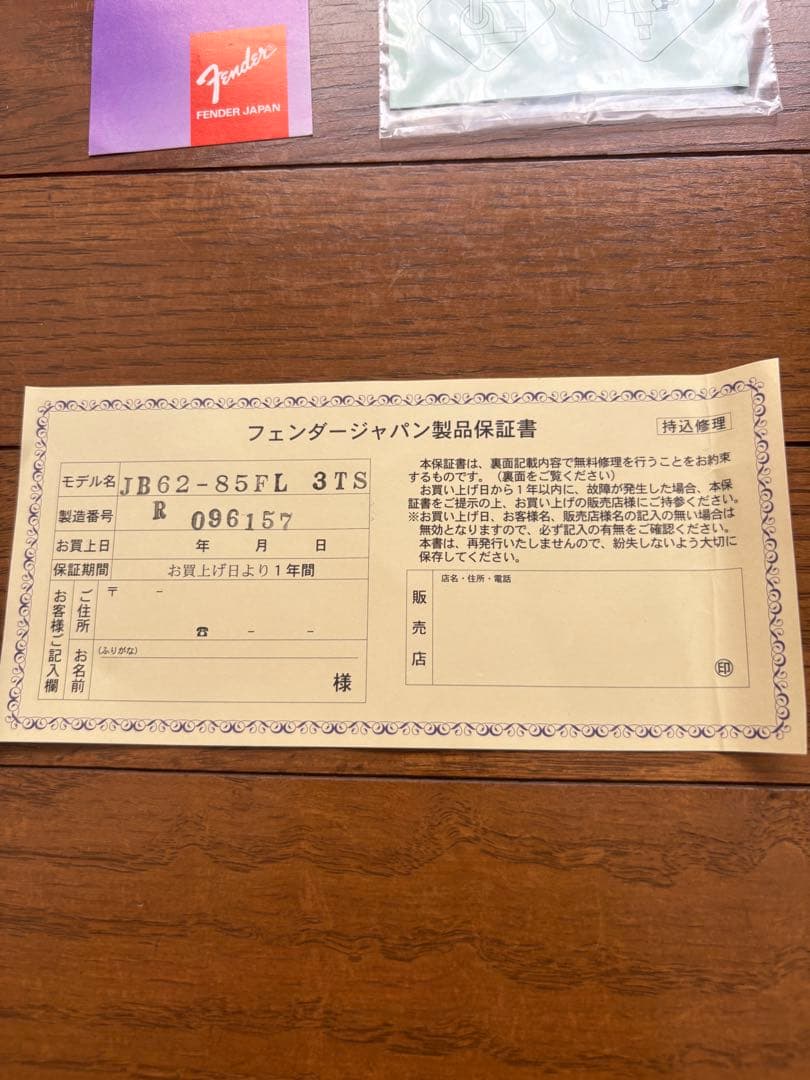 Fender
FENDER JAPAN
フェンダージャパン製品保証書
持込修理
モデル名 JB62-85FL 3TS
製造番号 R 096157
お買上日 年 月 日
保証期間 お買上げ日より1年間
お客様ご記入欄
ご住所 〒 -
☎ - -
お名前 (ふりがな)
様
本保証書は、裏面記載内容で無料修理を行うことをお約束
するものです。(裏面をご覧ください)
お買い上げ日から1年以内に、故障が発生した場合、本保
証書をご提示の上、お買い上げの販売店様にご持参ください。
※お買い上げ日、お客様名、販売店様名の記入の無い場合は
無効となりますので、必ず記入の有無をご確認ください。
本書は、再発行いたしませんので、紛失しないよう大切に
保存してください。
販売店
店名・住所・電話
印